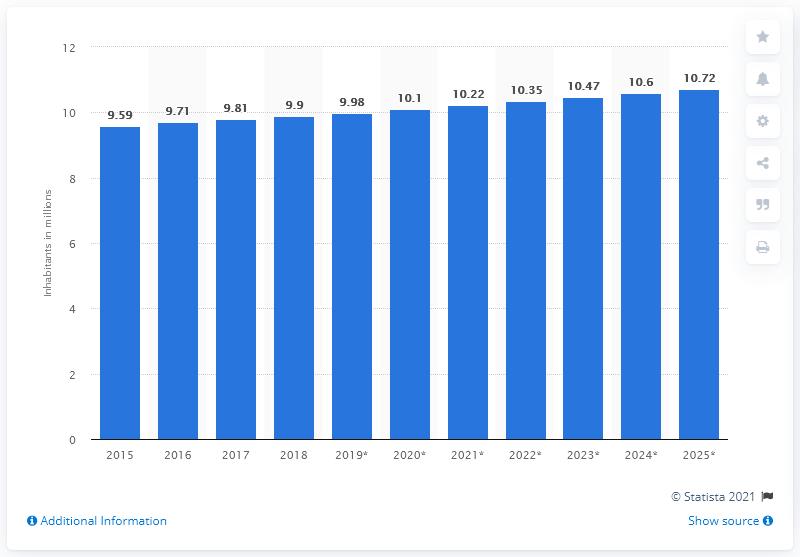 12
10
8
6
4
2
0
Inhabitants in millions
9.59 9.71 9.81 9.9 9.98 10.1 10.22 10.35 10.47 10.6 10.72
2015 2016 2017 2018 2019* 2020* 2021* 2022* 2023* 2024* 2025*
© Statista 2021
Additional Information
Show source